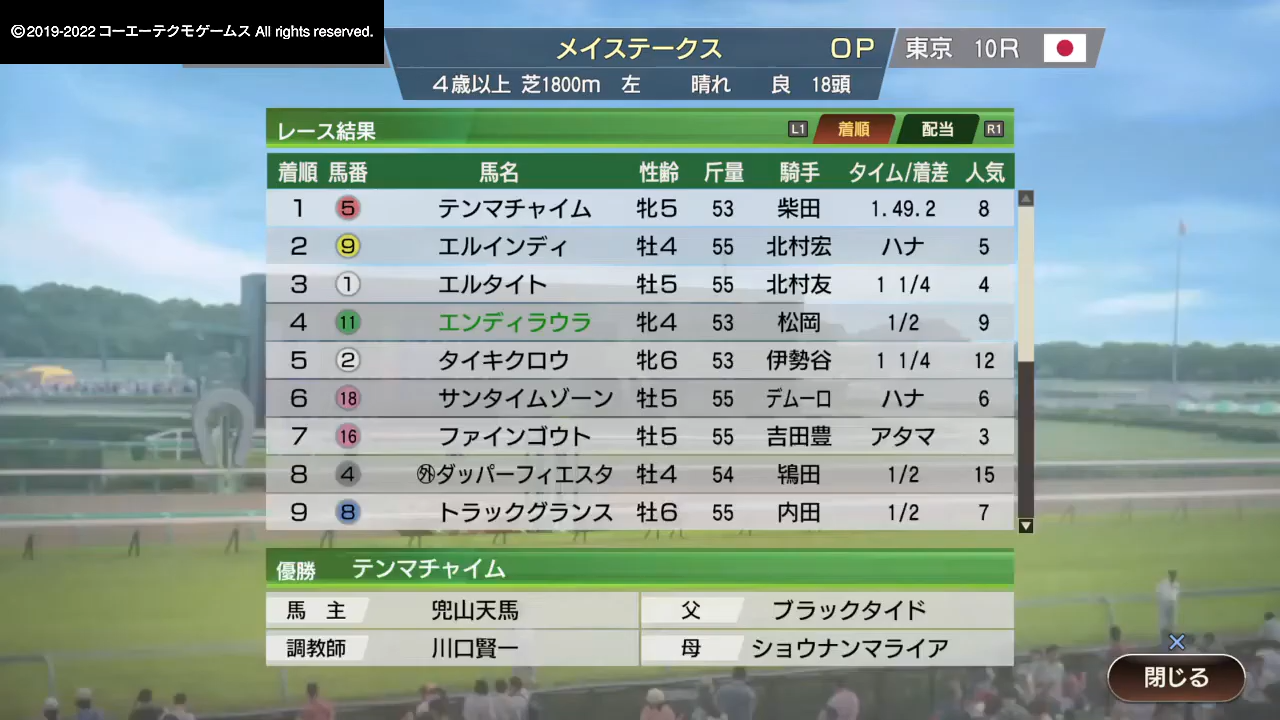 ©2019-2022 コーエーテクモゲームス All rights reserved.
メイステークス OP 東京 10R
4歳以上 芝1800m 左 晴れ 良 18頭
レース結果 L1 着順 配当 R1
着順 馬番 馬名 性齢 斤量 騎手 タイム/着差 人気
1 5 テンマチャイム 牝5 53 柴田 1.49.2 8
2 9 エルインディ 牡4 55 北村宏 ハナ 5
3 1 エルタイト 牡5 55 北村友 1 1/4 4
4 11 エンディラウラ 牝4 53 松岡 1/2 9
5 2 タイキクロウ 牝6 53 伊勢谷 1 1/4 12
6 18 サンタイムゾーン 牡5 55 デムーロ ハナ 6
7 16 ファインゴウト 牡5 55 吉田豊 アタマ 3
8 4 ㊕ダッパーフィエスタ 牡4 54 鴇田 1/2 15
9 8 トラックグランス 牡6 55 内田 1/2 7
優勝 テンマチャイム
馬主 兜山天馬 父 ブラックタイド
調教師 川口賢一 母 ショウナンマライア
閉じる